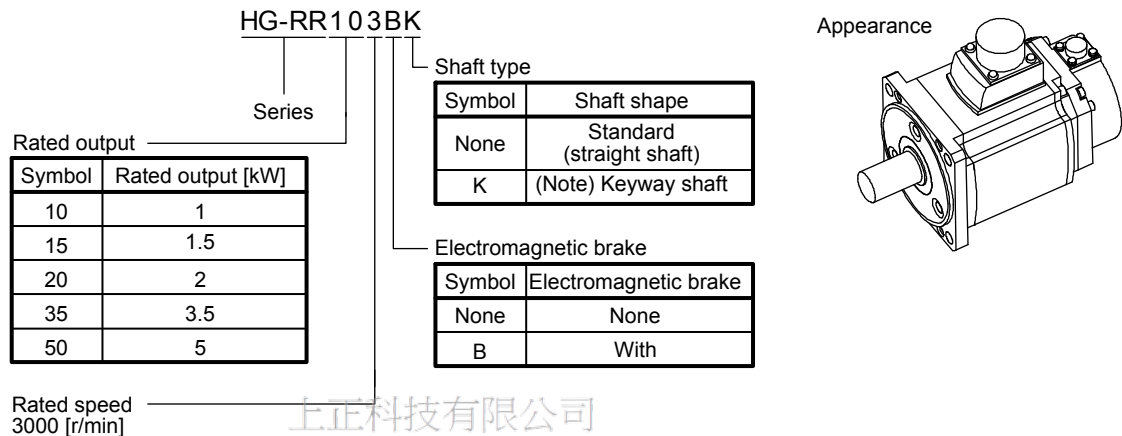 HG-RR103BK
Appearance
Series
Shaft type
Symbol Shaft shape
None Standard
(straight shaft)
K (Note) Keyway shaft
Rated output
Symbol Rated output [kW]
10 1
15 1.5
20 2
35 3.5
50 5
Electromagnetic brake
Symbol Electromagnetic brake
None None
B With
Rated speed
3000 [r/min]
上正科技有限公司